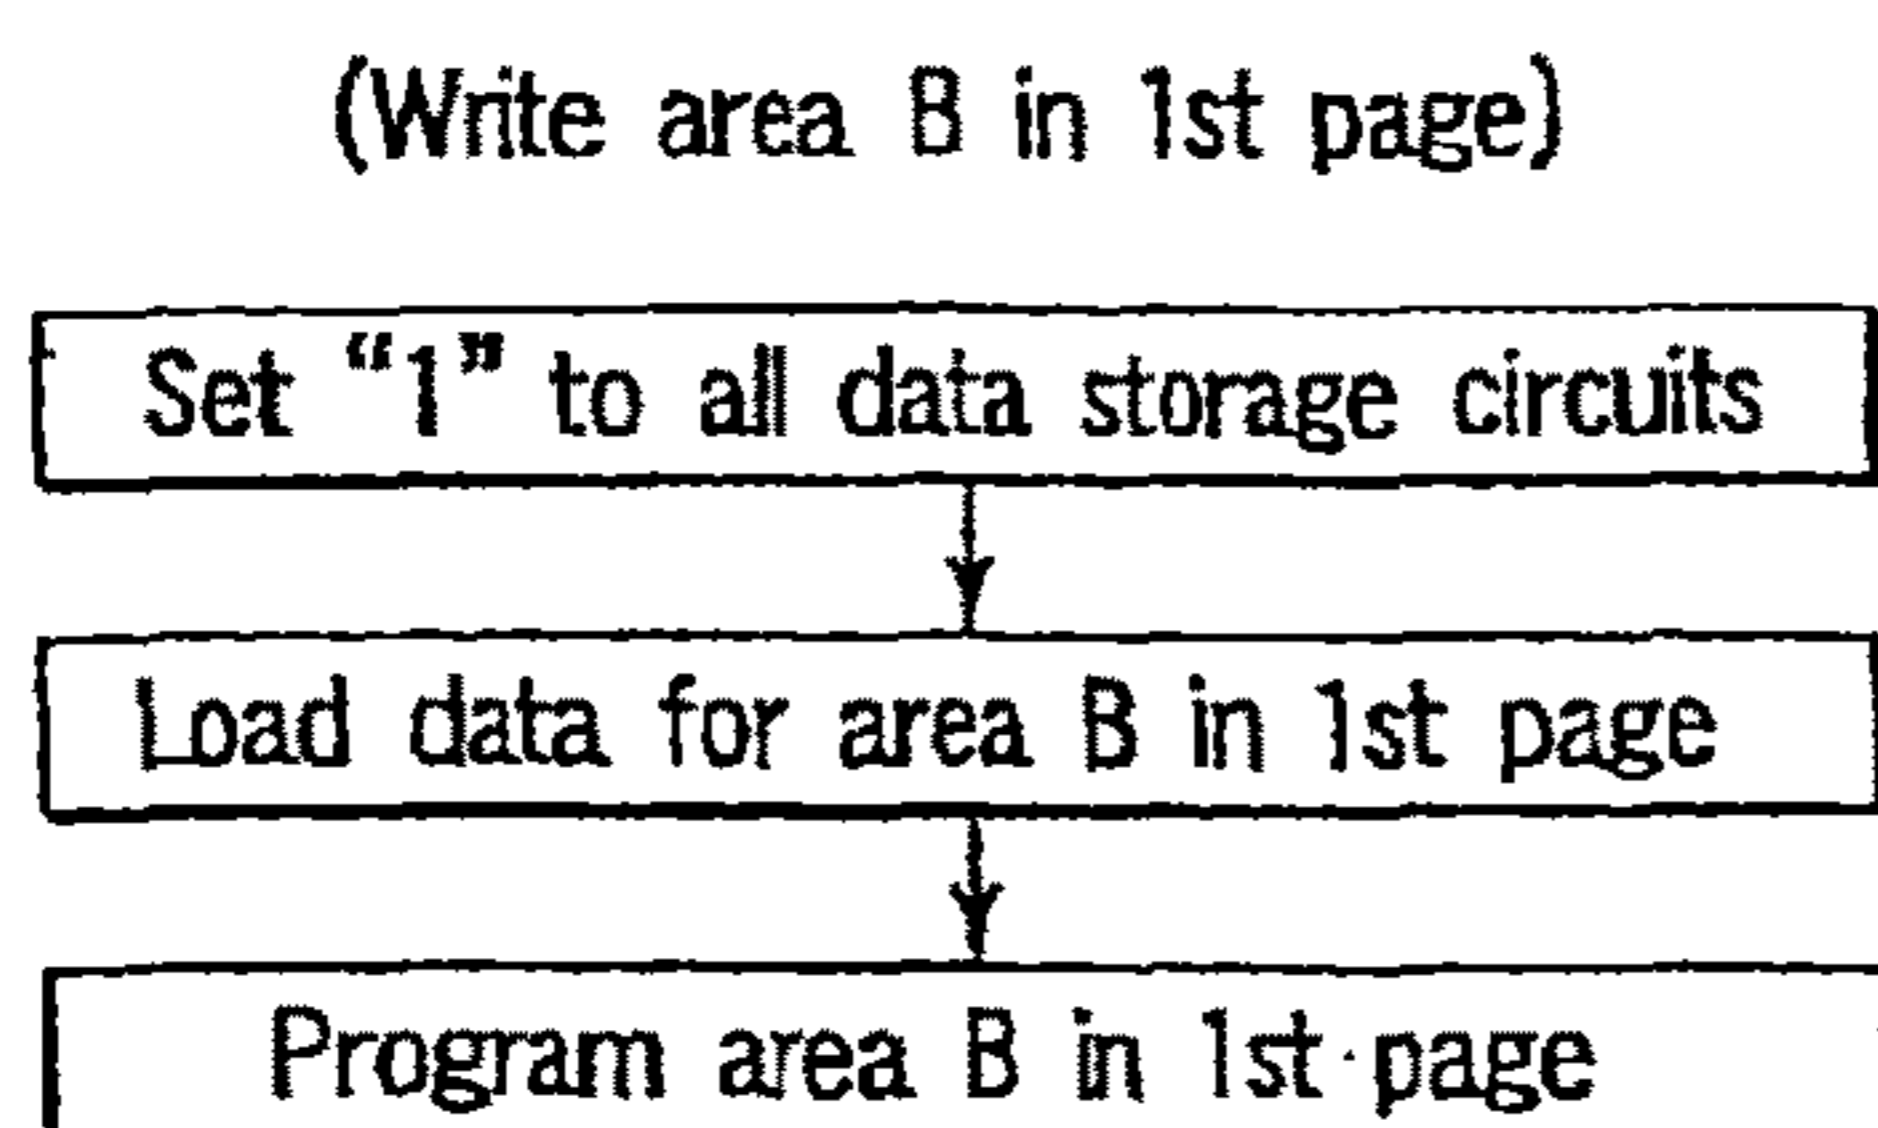 (Write area B in 1st page)
Set “1” to all data storage circuits
Load data for area B in 1st page
Program area B in 1st page